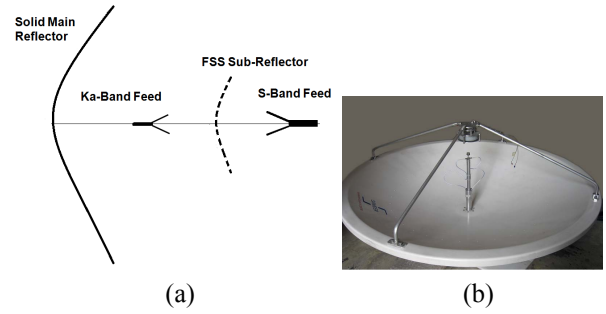 Solid Main
Reflector
FSS Sub-Reflector
Ka-Band Feed
S-Band Feed
(a)
(b)